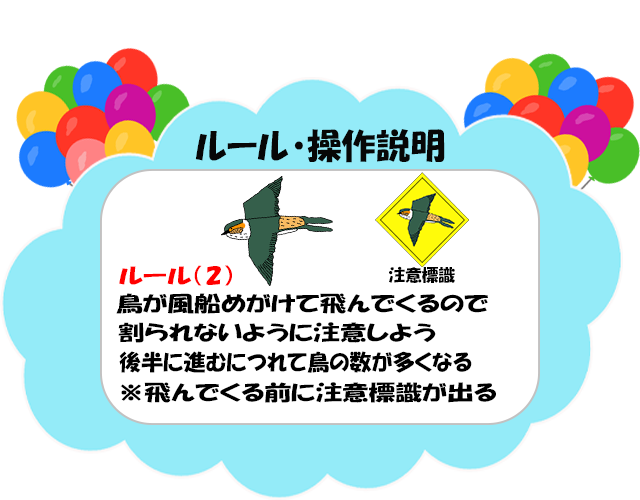 ルール・操作説明
注意標識
ルール(2)
鳥が風船めがけて飛んでくるので
割られないように注意しよう
後半に進むにつれて鳥の数が多くなる
※飛んでくる前に注意標識が出る